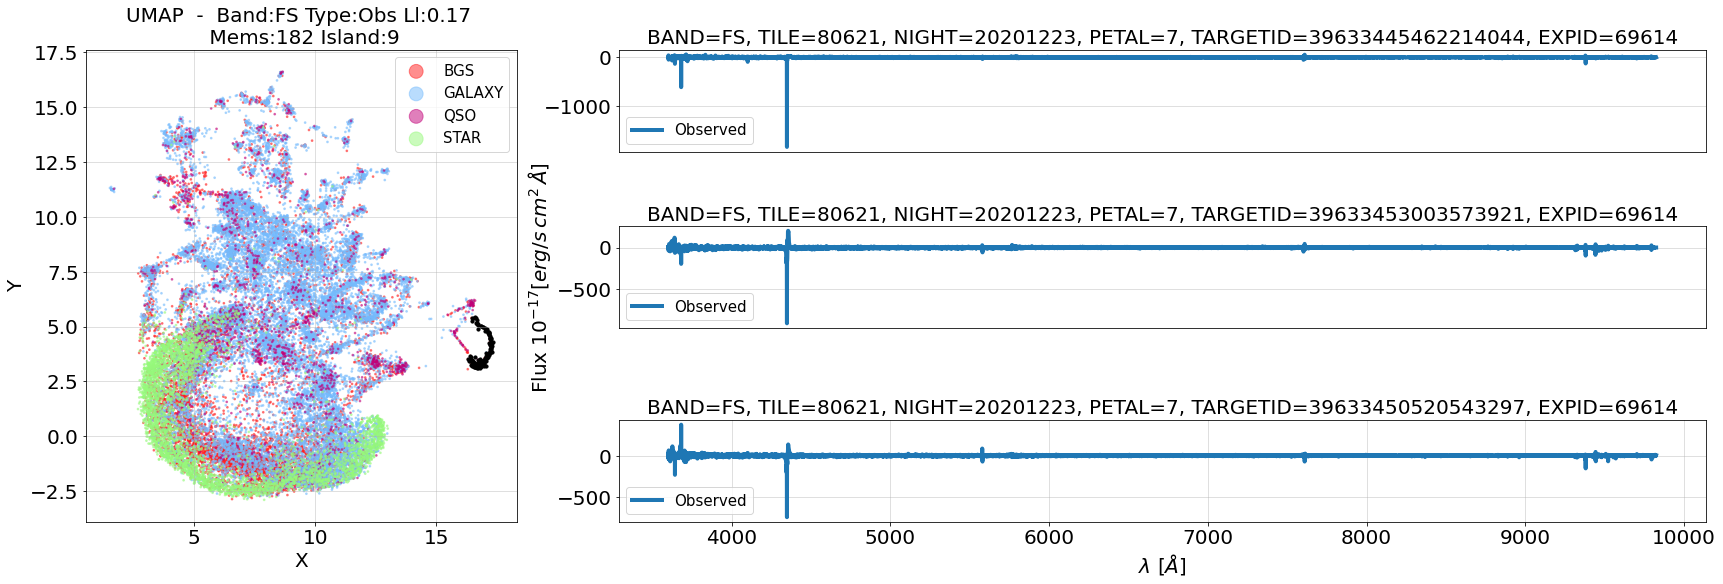 UMAP  -  Band:FS Type:Obs Ll:0.17
Mems:182 Island:9
17.5
15.0
12.5
10.0
7.5
5.0
2.5
0.0
−2.5
Y
5
10
15
X
BGS
GALAXY
QSO
STAR
Flux 10⁻¹⁷[erg/s cm² Å]
BAND=FS, TILE=80621, NIGHT=20201223, PETAL=7, TARGETID=39633445462214044, EXPID=69614
0
−1000
Observed
BAND=FS, TILE=80621, NIGHT=20201223, PETAL=7, TARGETID=39633453003573921, EXPID=69614
0
−500
Observed
BAND=FS, TILE=80621, NIGHT=20201223, PETAL=7, TARGETID=39633450520543297, EXPID=69614
0
−500
Observed
4000
5000
6000
7000
8000
9000
10000
λ [Å]